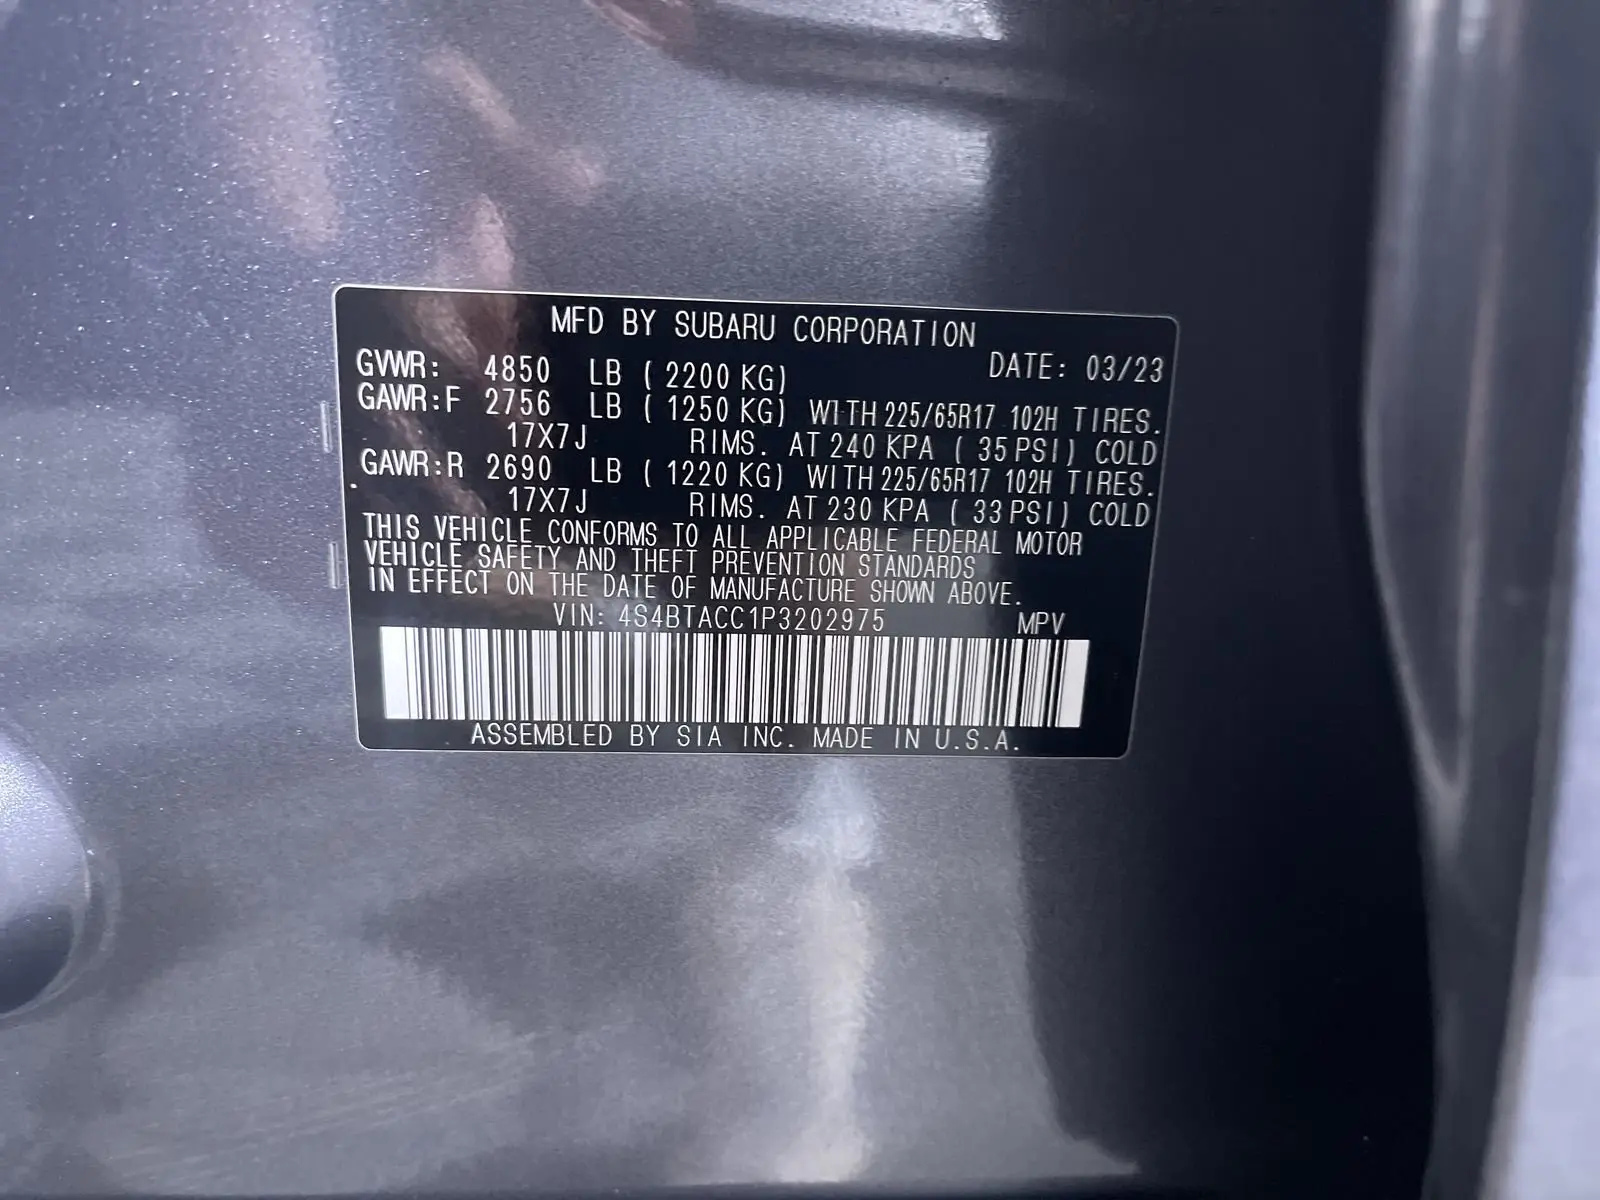 MFD BY SUBARU CORPORATION
DATE: 03/23
GVWR: 4850 LB ( 2200 KG)
GAWR:F 2756 LB ( 1250 KG) WITH 225/65R17 102H TIRES.
17X7J RIMS. AT 240 KPA ( 35 PSI) COLD
GAWR:R 2690 LB ( 1220 KG) WITH 225/65R17 102H TIRES.
17X7J RIMS. AT 230 KPA ( 33 PSI) COLD
THIS VEHICLE CONFORMS TO ALL APPLICABLE FEDERAL MOTOR
VEHICLE SAFETY AND THEFT PREVENTION STANDARDS
IN EFFECT ON THE DATE OF MANUFACTURE SHOWN ABOVE.
VIN: 4S4BTACC1P3202975 MPV
ASSEMBLED BY SIA INC. MADE IN U.S.A.